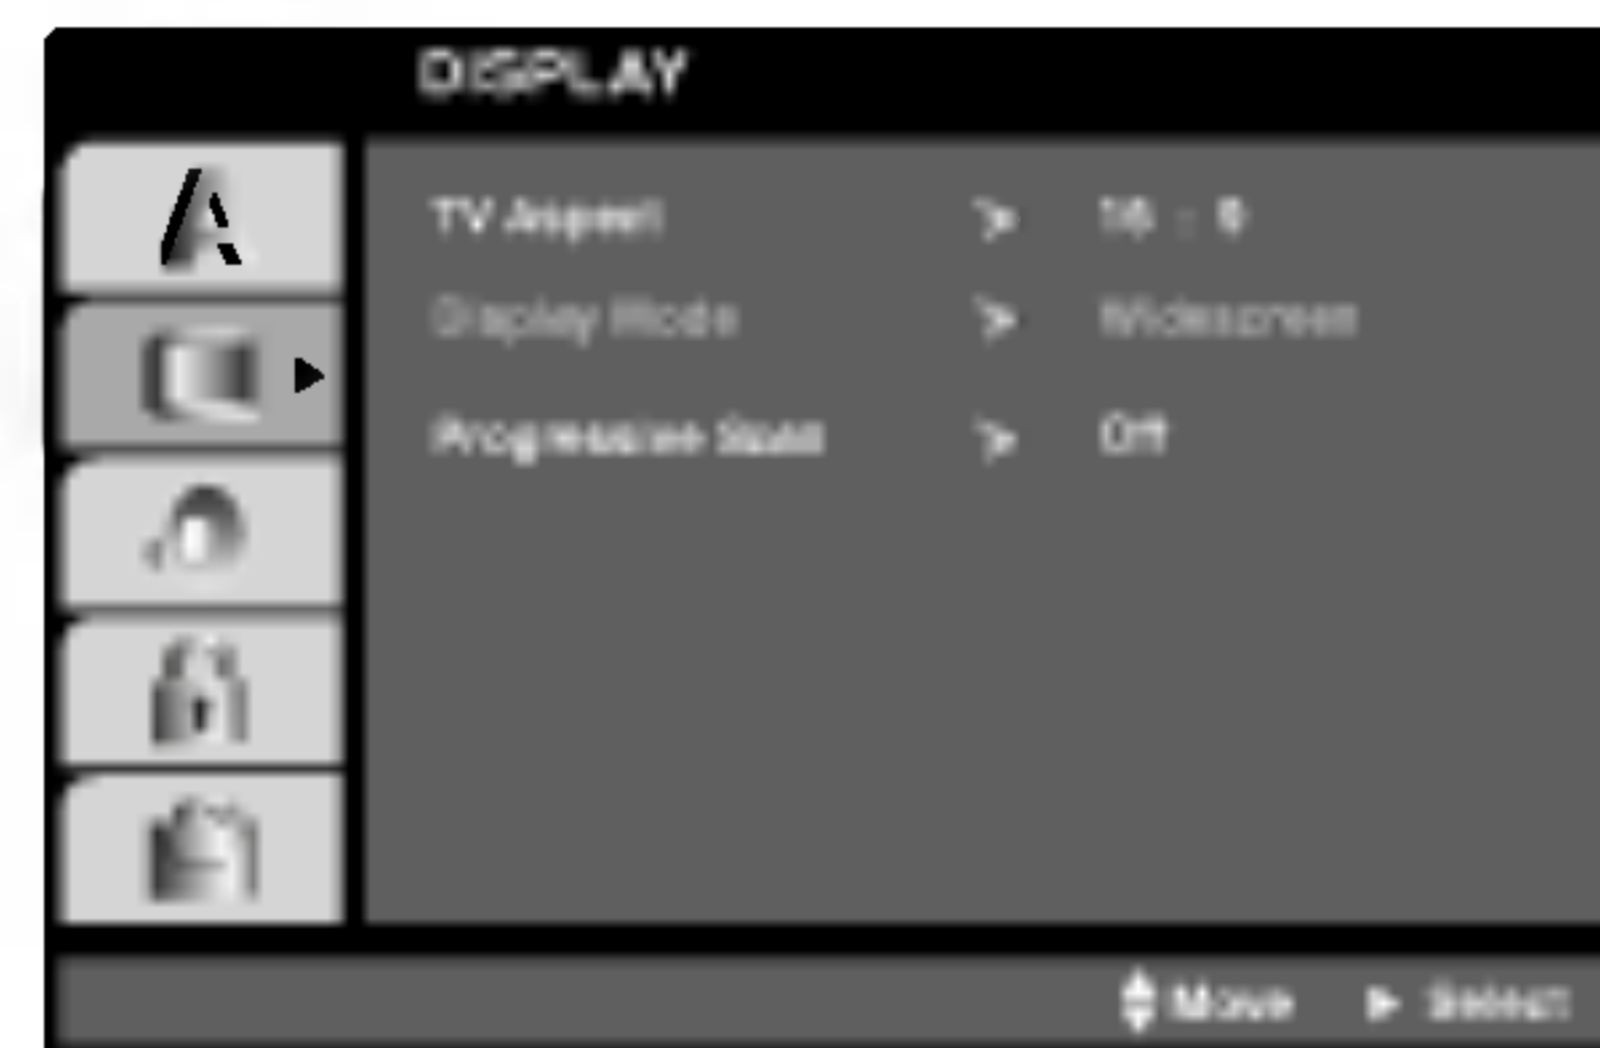 DISPLAY
A
TV Aspect > 16 : 9
Display Mode > Widescreen
Progressive Scan > Off
Move Select